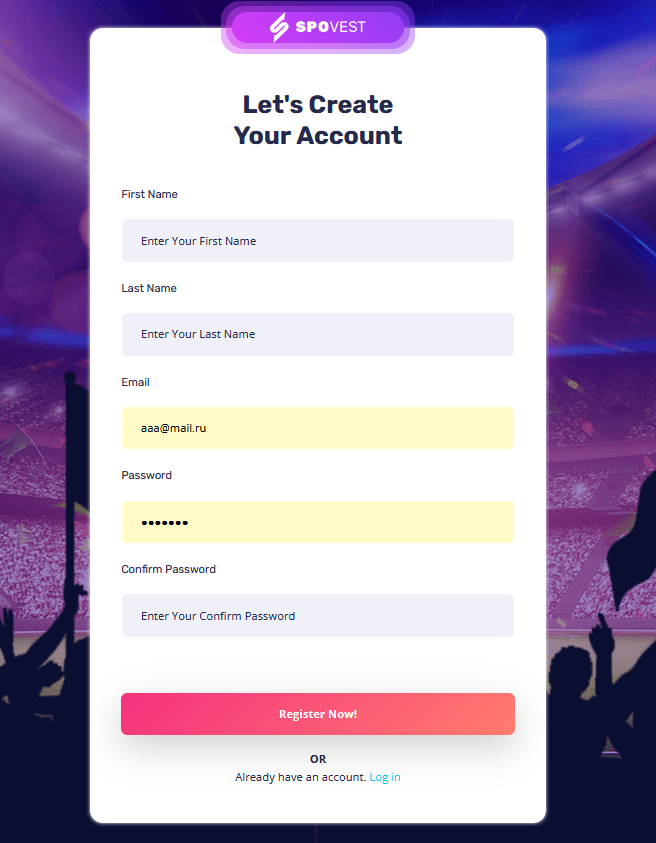 SPOVEST
Let's Create
Your Account
First Name
Enter Your First Name
Last Name
Enter Your Last Name
Email
aaa@mail.ru
Password
•••••••
Confirm Password
Enter Your Confirm Password
Register Now!
OR
Already have an account. Log in